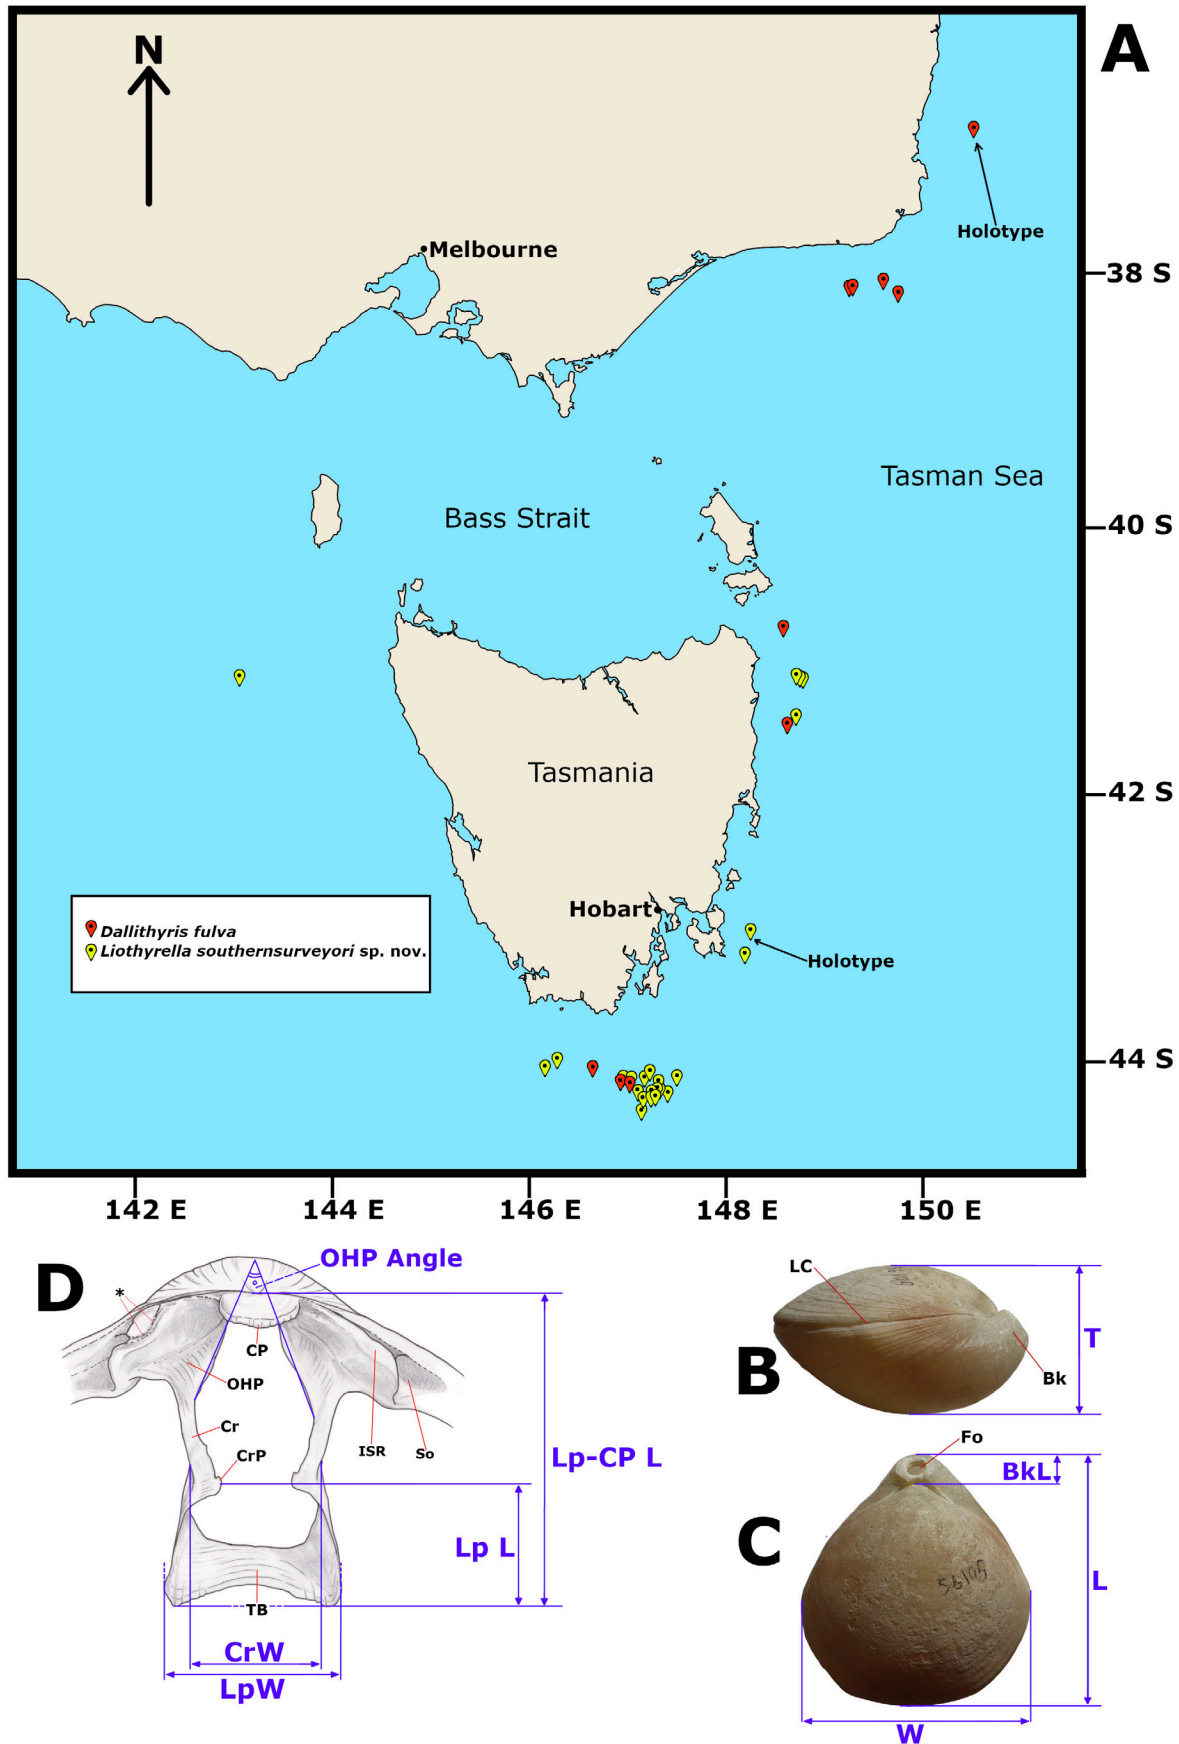 A
N
Holotype
Melbourne
38 S
Tasman Sea
Bass Strait
40 S
Tasmania
42 S
Hobart
Dallithyris fulva
Liothyrella southernsurveyori sp. nov.
Holotype
44 S
142 E
144 E
146 E
148 E
150 E
D
OHP Angle
*
CP
OHP
Cr
CrP
ISR
So
Lp-CP L
Lp L
TB
CrW
LpW
LC
T
B
Bk
Fo
BkL
C
L
W